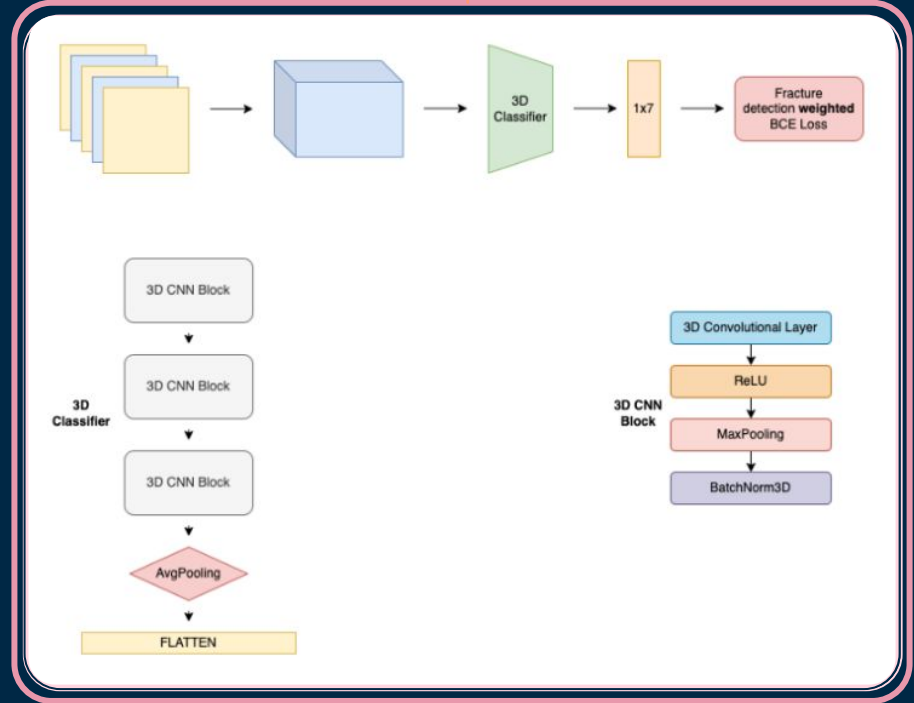 3D
Classifier
1x7
Fracture
detection weighted
BCE Loss
3D CNN Block
3D CNN Block
3D
Classifier
3D CNN Block
AvgPooling
FLATTEN
3D Convolutional Layer
ReLU
3D CNN
Block
MaxPooling
BatchNorm3D